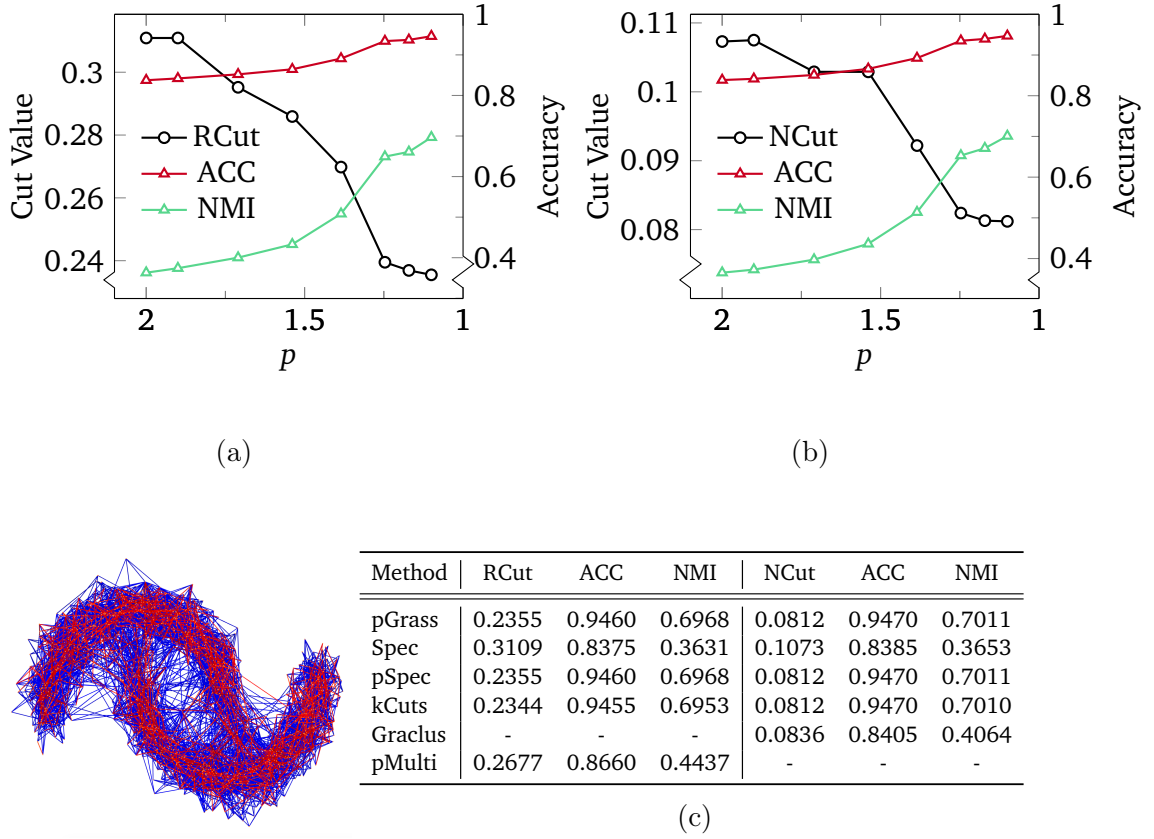 1
0.3
0.8
0.28
0.6
0.26
0.4
0.24
Cut Value
Accuracy
RCut
ACC
NMI
2
1.5
1
p
(a)
0.11
1
0.1
0.8
0.09
0.6
0.08
0.4
Cut Value
Accuracy
NCut
ACC
NMI
2
1.5
1
p
(b)
Method RCut ACC NMI NCut ACC NMI
pGrass 0.2355 0.9460 0.6968 0.0812 0.9470 0.7011
Spec 0.3109 0.8375 0.3631 0.1073 0.8385 0.3653
pSpec 0.2355 0.9460 0.6968 0.0812 0.9470 0.7011
kCuts 0.2344 0.9455 0.6953 0.0812 0.9470 0.7010
Graclus - - - 0.0836 0.8405 0.4064
pMulti 0.2677 0.8660 0.4437 - - -
(c)